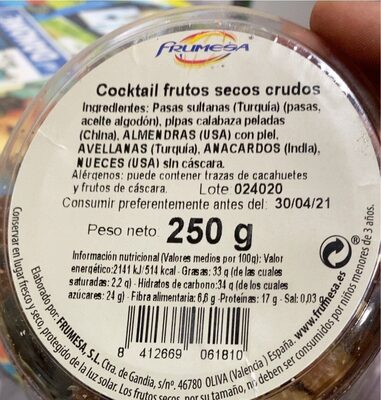 FRUMESA
Cocktail frutos secos crudos
Ingredientes: Pasas sultanas (Turquía) (pasas,
aceite algodón), pipas calabaza peladas
(China), ALMENDRAS (USA) con piel,
AVELLANAS (Turquía), ANACARDOS (India),
NUECES (USA) sin cáscara.
Alérgenos: puede contener trazas de cacahuetes
y frutos de cáscara. Lote 024020
Consumir preferentemente antes del: 30/04/21
Peso neto: 250 g
Información nutricional (Valores medios por 100g): Valor
energético:2141 kJ/514 kcal - Grasas: 33 g (de las cuales
saturadas: 2,2 g) - Hidratos de carbono:34 g (de los cuales
azúcares: 24 g) - Fibra alimentaria: 6,6 g -Proteínas: 17 g - Sal: 0,03 g
8 412669 061810
Conservar en lugar fresco y seco, protegido de la luz solar. Los frutos secos, por su tamaño, no deben ser consumidos por niños menores de 3 años.
Elaborado por: FRUMESA, S.L. Ctra. de Gandia, s/nº. 46780 OLIVA (Valencia) España. www.frumesa.es